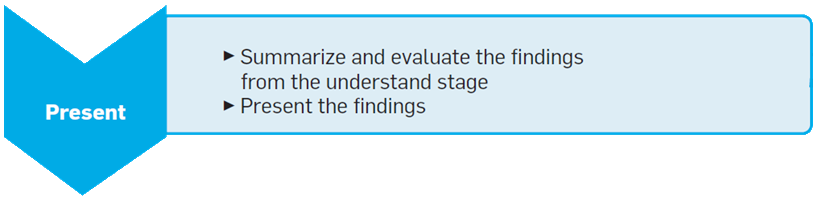 Present
► Summarize and evaluate the findings
from the understand stage
► Present the findings